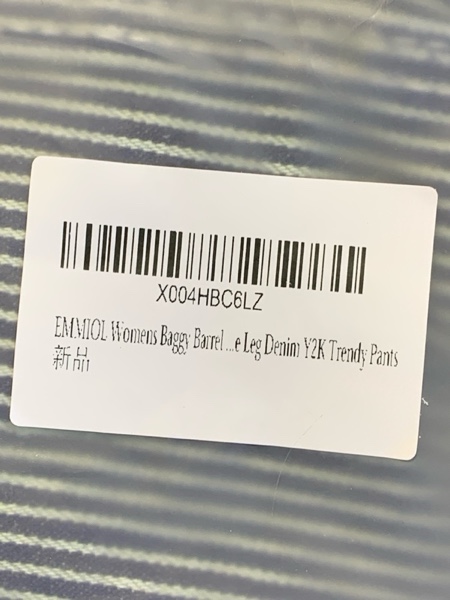 X004HBC6LZ
EMMIOL Womens Baggy Barrel ...e Leg Denim Y2K Trendy Pants
新品